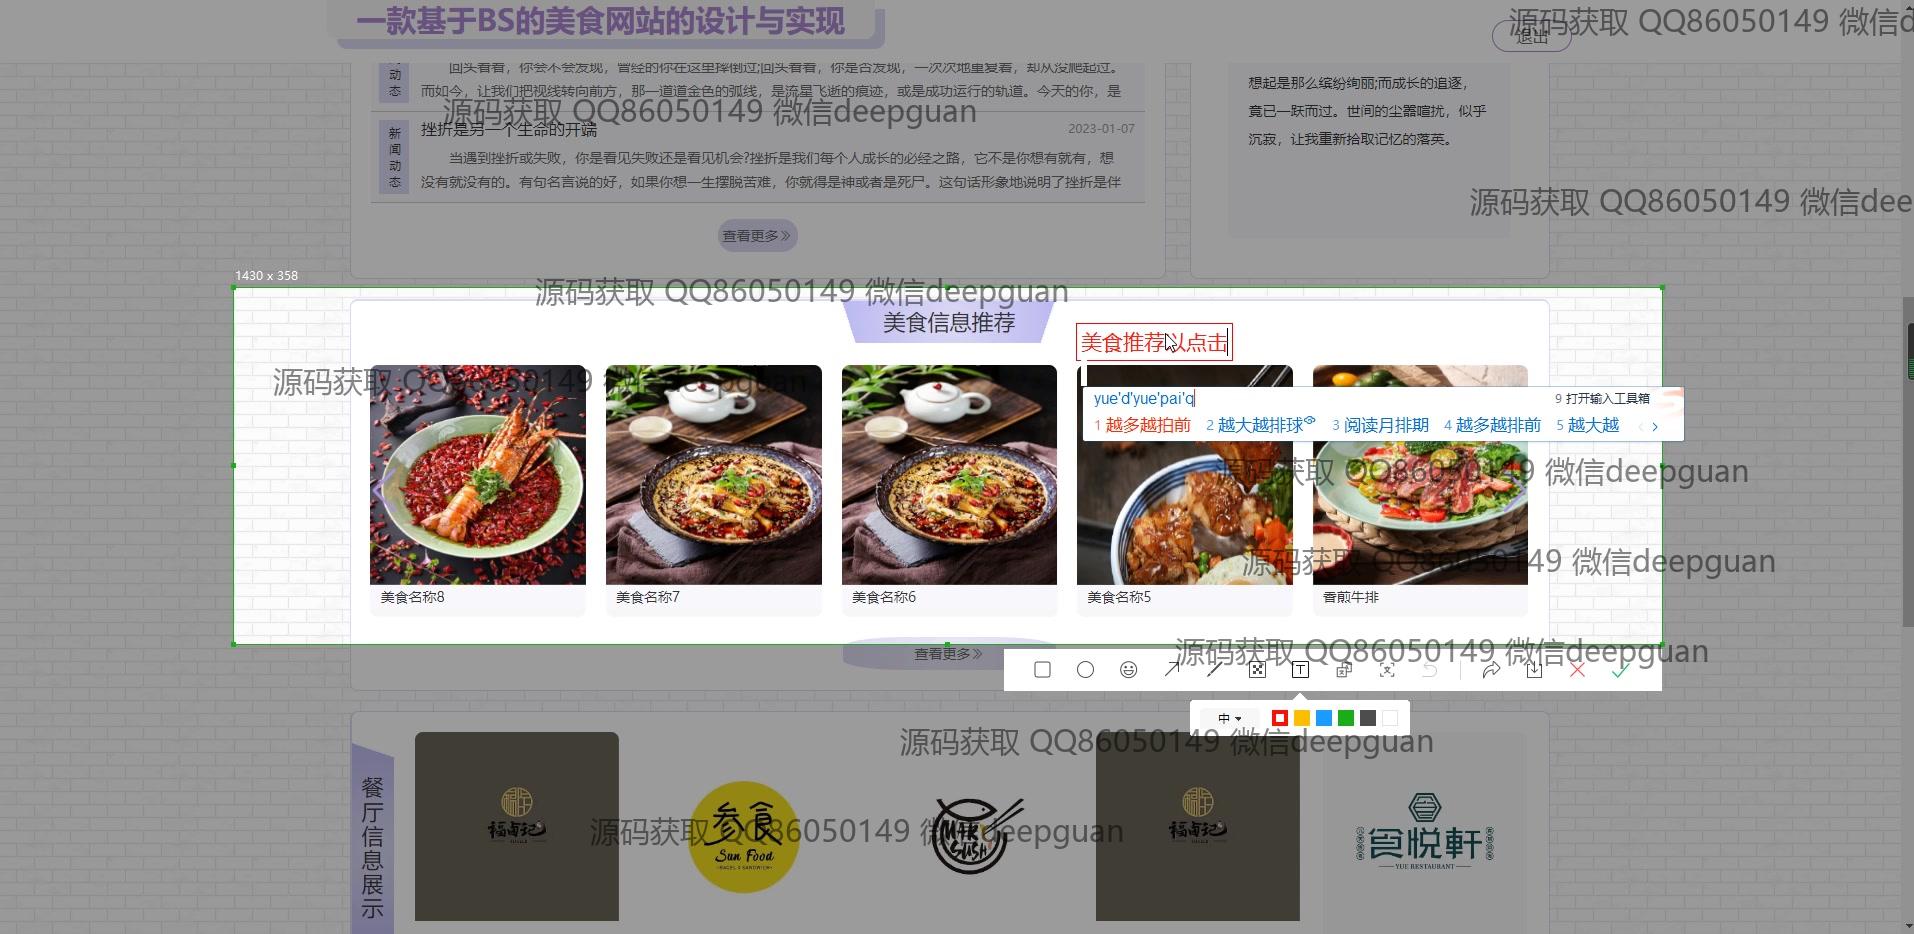 一款基于BS的美食网站的设计与实现
源码获取 QQ86050149 微信d
退出
动
态
回头看看，你会不会发现，曾经的你在这里摔倒过;回头看看，你是否发现，一次次地重复着，却从没爬起过。
而如今，让我们把视线转向前方，那一道道金色的弧线，是流星飞逝的痕迹，或是成功运行的轨道。今天的你，是
想起是那么缤纷绚丽;而成长的追逐，
竟已一跃而过。世间的尘嚣喧扰，似乎
沉寂，让我重新拾取记忆的落英。
源码获取 QQ86050149 微信deepguan
新
闻
动
态
挫折是另一个生命的开端
2023-01-07
当遇到挫折或失败，你是看见失败还是看见机会?挫折是我们每个人成长的必经之路，它不是你想有就有，想
没有就没有的。有句名言说的好，如果你想一生摆脱苦难，你就得是神或者是死尸。这句话形象地说明了挫折是伴
源码获取 QQ86050149 微信dee
查看更多
1430 x 358
源码获取 QQ86050149 微信deepguan
美食信息推荐
美食推荐以点击
源码获取 QQ86050149 微信deepguan
yue'd'yue'pai'q
9 打开输入工具箱
1 越多越拍前 2 越大越排球 3 阅读月排期 4 越多越排前 5 越大越
源码获取 QQ86050149 微信deepguan
源码获取 QQ86050149 微信deepguan
美食名称8
美食名称7
美食名称6
美食名称5
香煎牛排
查看更多
源码获取 QQ86050149 微信deepguan
中
源码获取 QQ86050149 微信deepguan
餐
厅
信
息
展
示
福卤记
叁食
Sun Food
源码获取 QQ86050149 微信deepguan
福卤记
食悦軒
YUE RESTAURANT